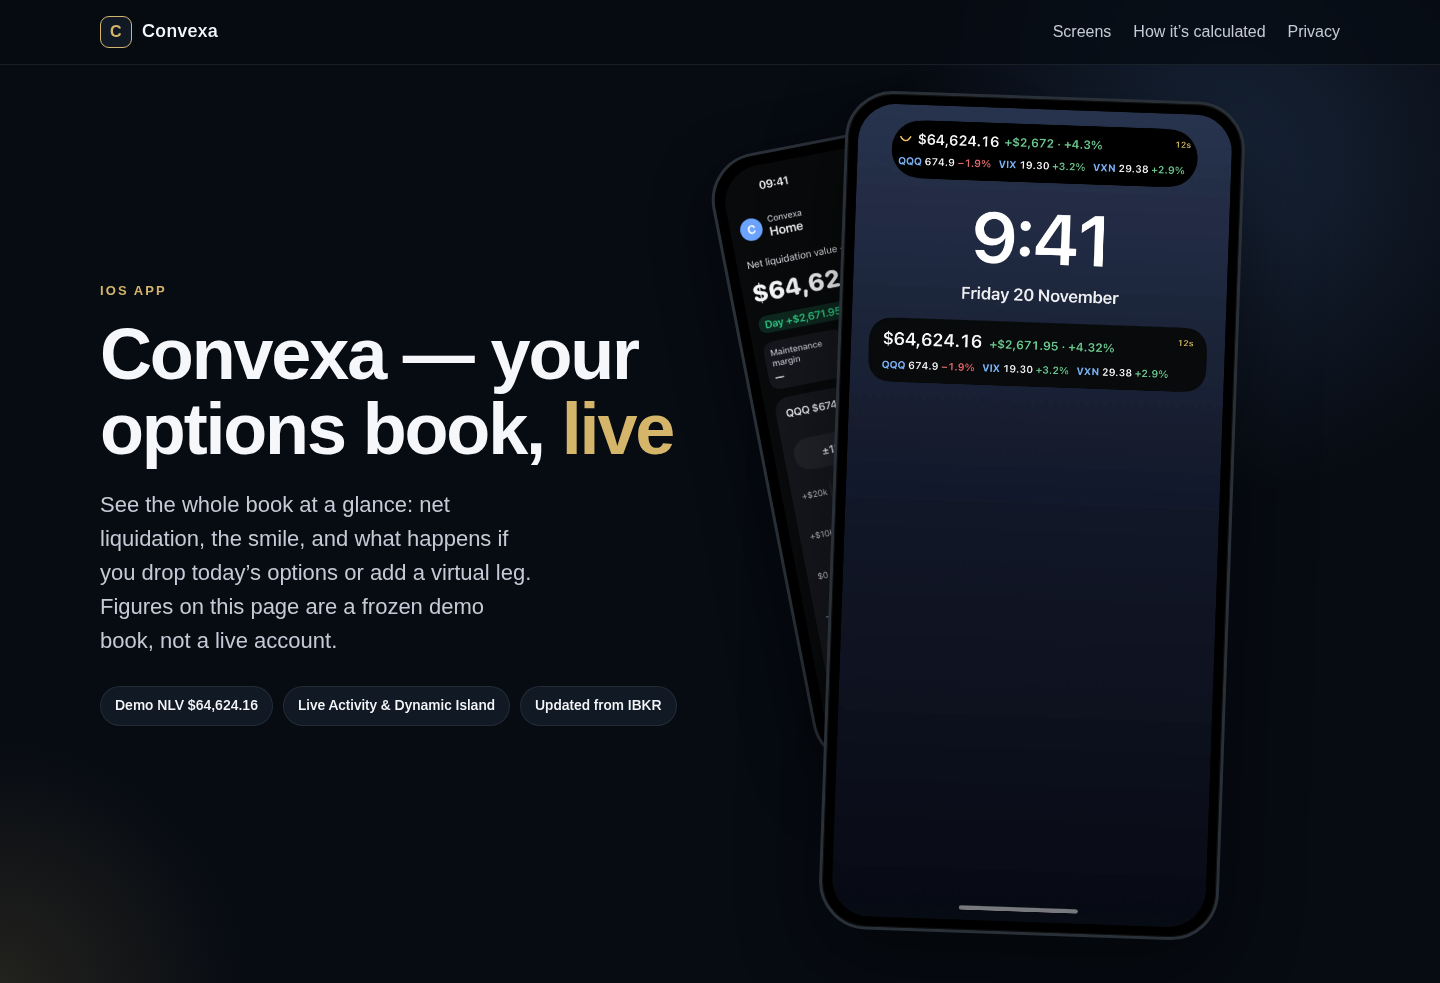 C Convexa
Screens How it’s calculated Privacy
IOS APP
Convexa — your
options book, live
See the whole book at a glance: net
liquidation, the smile, and what happens if
you drop today’s options or add a virtual leg.
Figures on this page are a frozen demo
book, not a live account.
Demo NLV $64,624.16 Live Activity & Dynamic Island Updated from IBKR
09:41
C Convexa
Home
Net liquidation value
$64,62
Day +$2,671.95
Maintenance
margin
—
QQQ $674
±1
+$20k
+$10k
$0
$64,624.16 +$2,672 · +4.3% 12s
QQQ 674.9 −1.9% VIX 19.30 +3.2% VXN 29.38 +2.9%
9:41
Friday 20 November
$64,624.16 +$2,671.95 · +4.32% 12s
QQQ 674.9 −1.9% VIX 19.30 +3.2% VXN 29.38 +2.9%